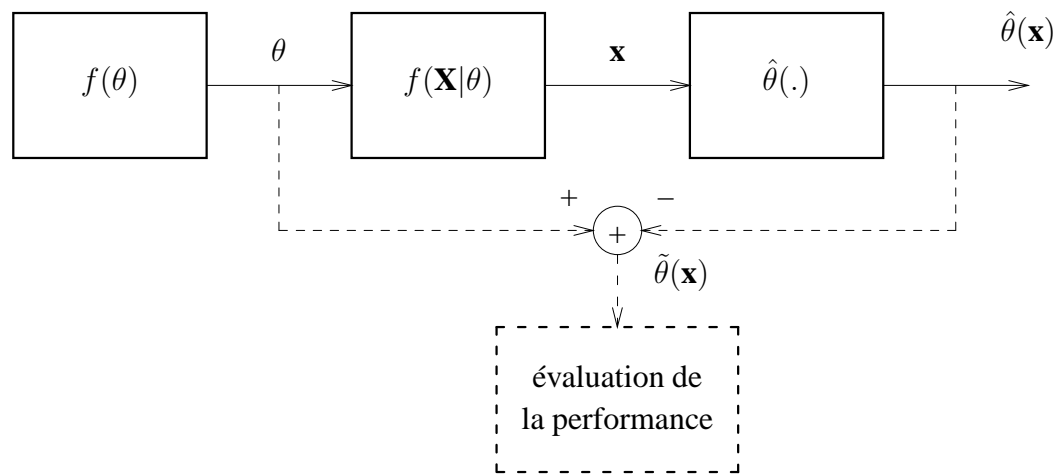 θ̂(𝐱)
θ
𝐱
f(θ)
f(𝐗|θ)
θ̂(.)
+
−
+
θ̃(𝐱)
évaluation de
la performance